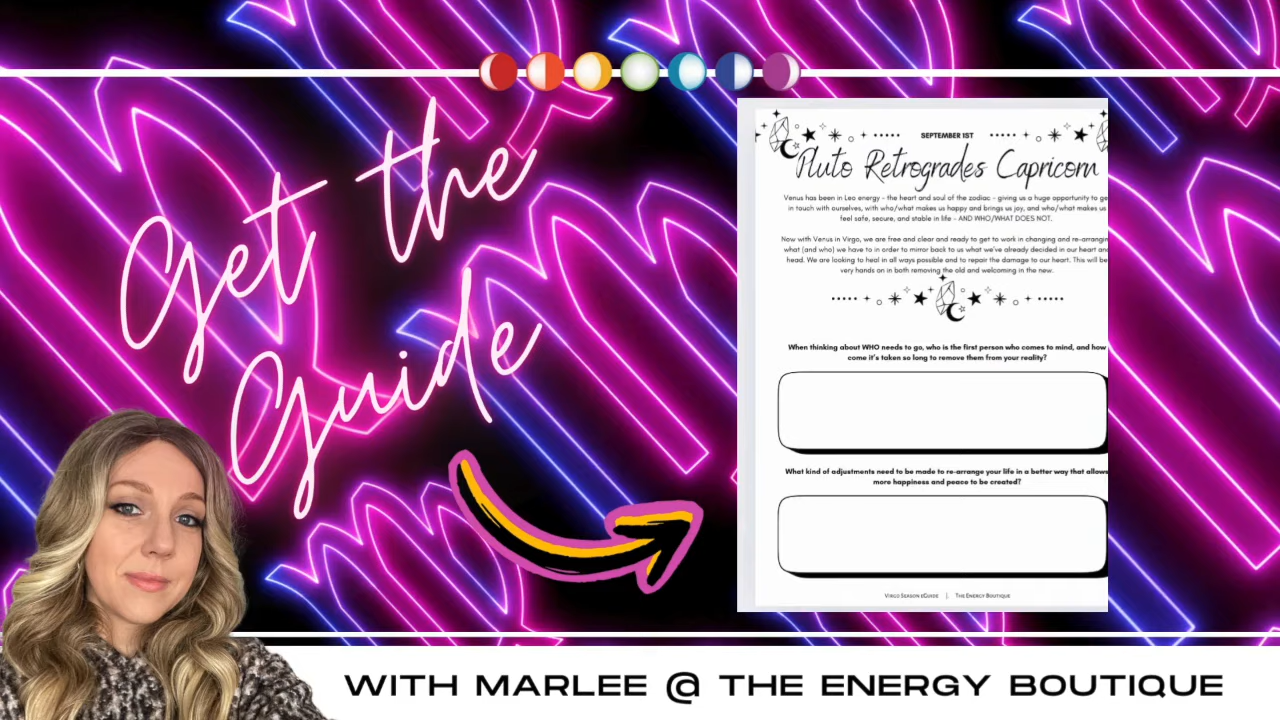 Get the
Guide
SEPTEMBER 1ST
Pluto Retrogrades Capricorn
Venus has been in Leo energy - the heart and soul of the zodiac - giving us a huge opportunity to ge
in touch with ourselves, with who/what makes us happy and brings us joy, and who/what makes us
feel safe, secure, and stable in life - AND WHO/WHAT DOES NOT.
Now with Venus in Virgo, we are free and clear and ready to get to work in changing and re-arrangin
what (and who) we have to in order to mirror back to us what we've already decided in our heart and
head. We are looking to heal in all ways possible and to repair the damage to our heart. This will be
very hands on in both removing the old and welcoming in the new.
When thinking about WHO needs to go, who is the first person who comes to mind, and how
come it's taken so long to remove them from your reality?
What kind of adjustments need to be made to re-arrange your life in a better way that allows
more happiness and peace to be created?
VIRGO SEASON EGUIDE | THE ENERGY BOUTIQUE
WITH MARLEE @ THE ENERGY BOUTIQUE